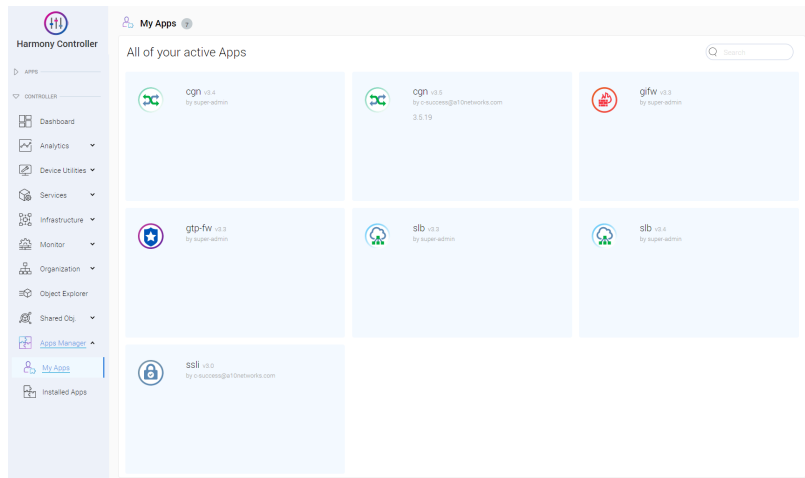 Harmony Controller
APPS
CONTROLLER
Dashboard
Analytics
Device Utilities
Services
Infrastructure
Monitor
Organization
Object Explorer
Shared Obj.
Apps Manager
My Apps
Installed Apps
My Apps ?
All of your active Apps
Search
cgn v3.4
by super-admin
cgn v3.5
by c-success@a10networks.com
3.5.19
gifw v3.3
by super-admin
gtp-fw v3.3
by super-admin
slb v3.3
by super-admin
slb v3.4
by super-admin
ssli v3.0
by c-success@a10networks.com